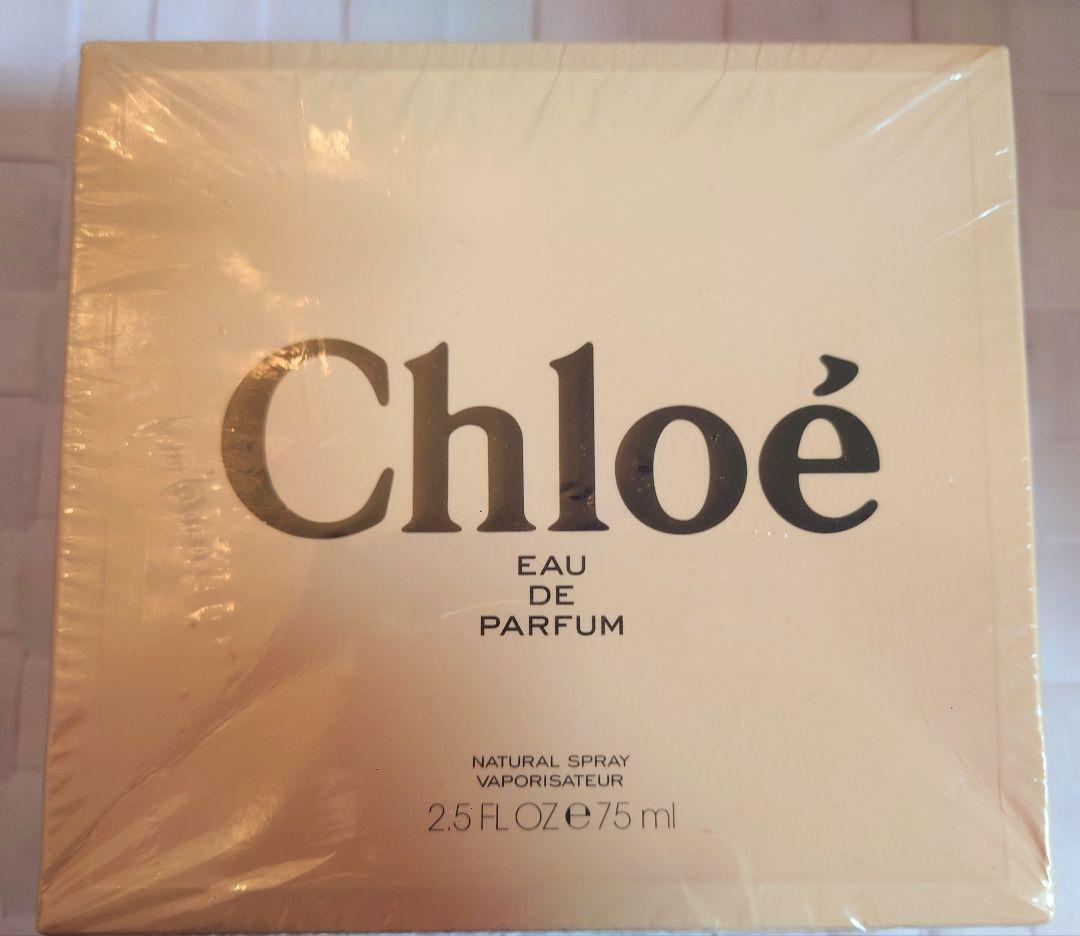 Chloé
EAU
DE
PARFUM
NATURAL SPRAY
VAPORISATEUR
2.5 FL OZ ℮ 75 ml